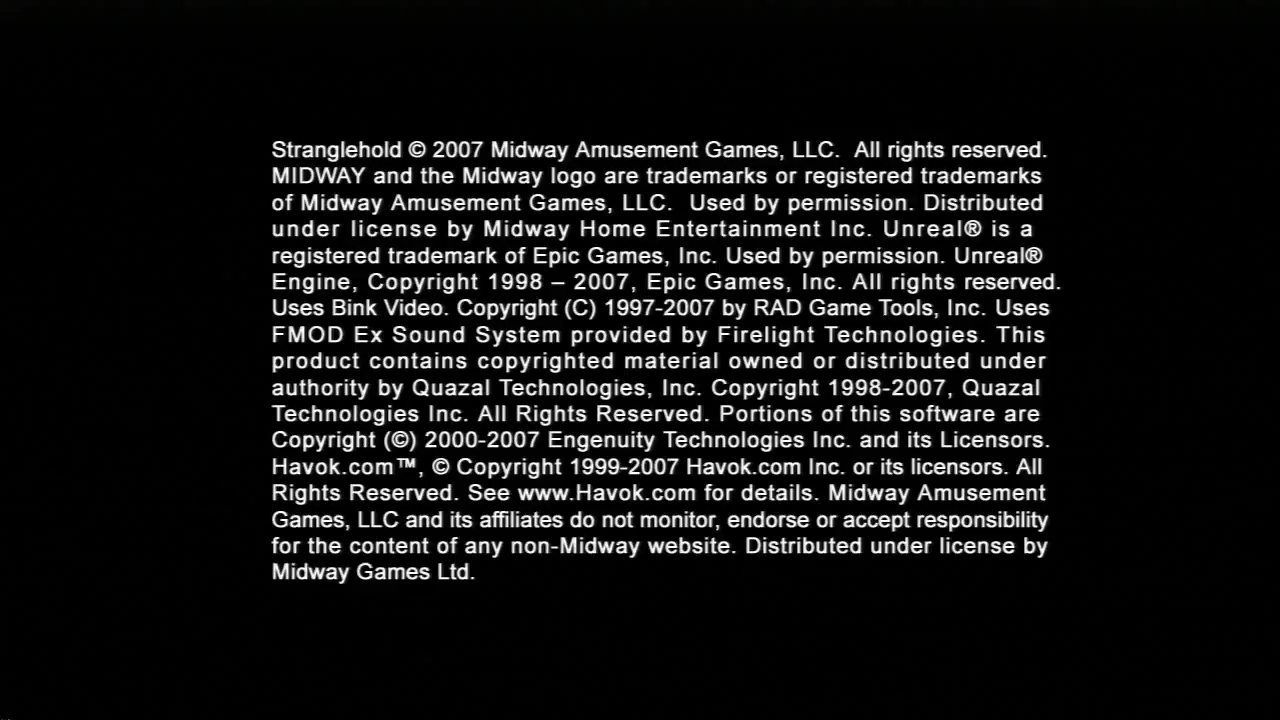 Stranglehold © 2007 Midway Amusement Games, LLC.  All rights reserved.
MIDWAY and the Midway logo are trademarks or registered trademarks
of Midway Amusement Games, LLC.  Used by permission. Distributed
under license by Midway Home Entertainment Inc. Unreal® is a
registered trademark of Epic Games, Inc. Used by permission. Unreal®
Engine, Copyright 1998 – 2007, Epic Games, Inc. All rights reserved.
Uses Bink Video. Copyright (C) 1997-2007 by RAD Game Tools, Inc. Uses
FMOD Ex Sound System provided by Firelight Technologies. This
product contains copyrighted material owned or distributed under
authority by Quazal Technologies, Inc. Copyright 1998-2007, Quazal
Technologies Inc. All Rights Reserved. Portions of this software are
Copyright (©) 2000-2007 Engenuity Technologies Inc. and its Licensors.
Havok.com™, © Copyright 1999-2007 Havok.com Inc. or its licensors. All
Rights Reserved. See www.Havok.com for details. Midway Amusement
Games, LLC and its affiliates do not monitor, endorse or accept responsibility
for the content of any non-Midway website. Distributed under license by
Midway Games Ltd.